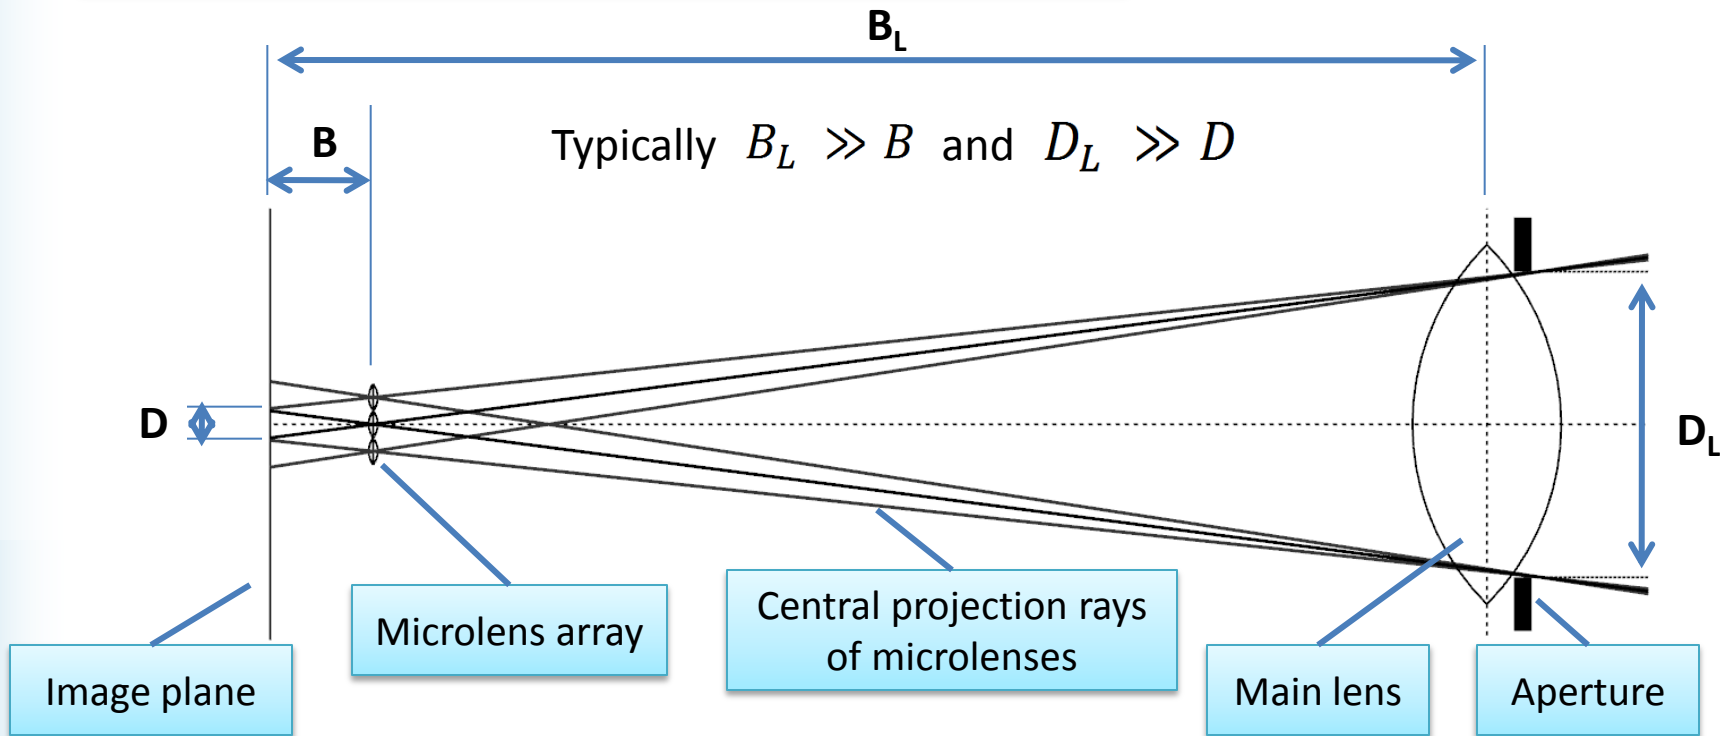 B_L
B
Typically B_L ≫ B and D_L ≫ D
D
D_L
Microlens array
Central projection rays
of microlenses
Image plane
Main lens
Aperture